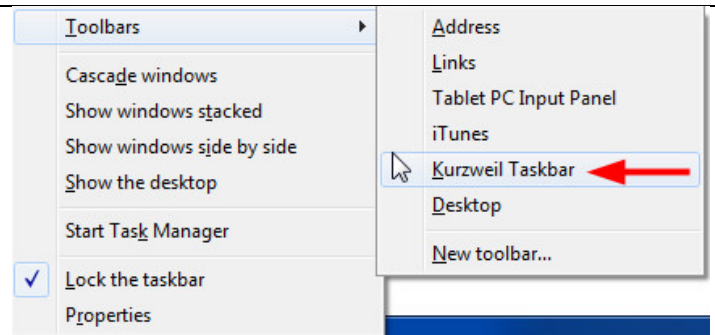 Toolbars
Cascade windows
Show windows stacked
Show windows side by side
Show the desktop
Start Task Manager
Lock the taskbar
Properties
Address
Links
Tablet PC Input Panel
iTunes
Kurzweil Taskbar
Desktop
New toolbar...